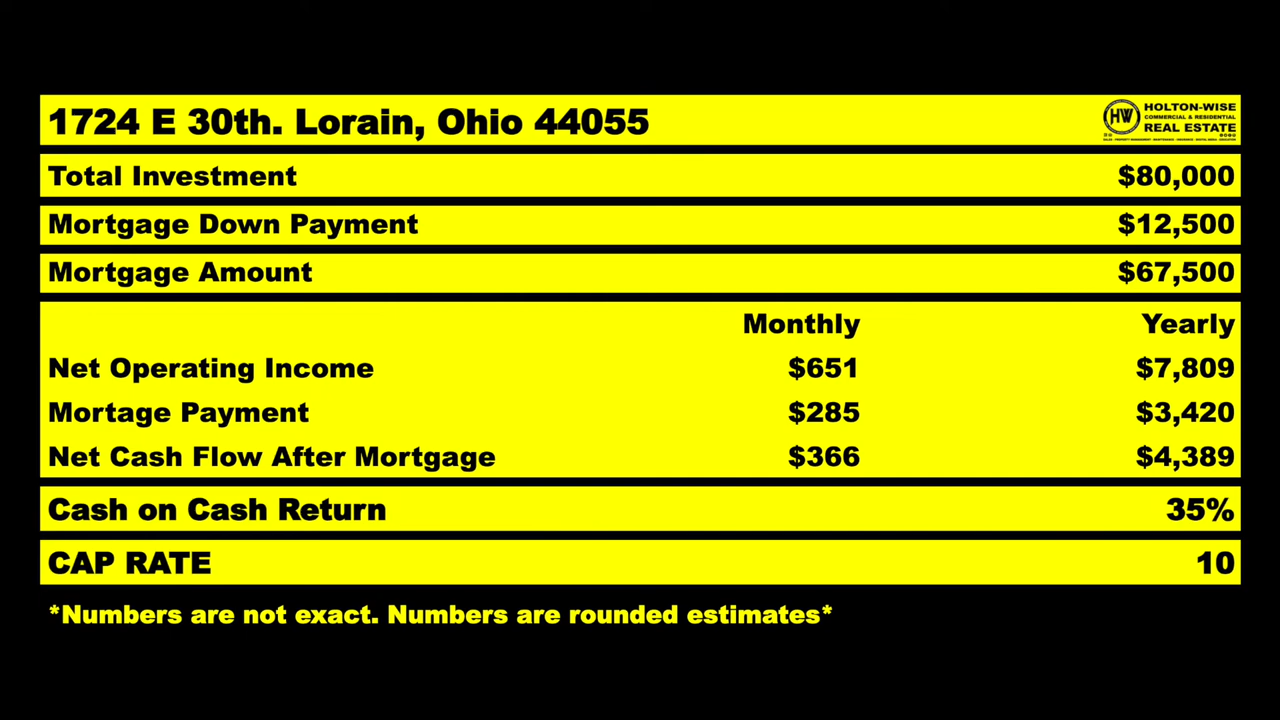 1724 E 30th. Lorain, Ohio 44055
HW
HOLTON-WISE
COMMERCIAL & RESIDENTIAL
REAL ESTATE
Total Investment $80,000
Mortgage Down Payment $12,500
Mortgage Amount $67,500
Monthly Yearly
Net Operating Income $651 $7,809
Mortage Payment $285 $3,420
Net Cash Flow After Mortgage $366 $4,389
Cash on Cash Return 35%
CAP RATE 10
*Numbers are not exact. Numbers are rounded estimates*